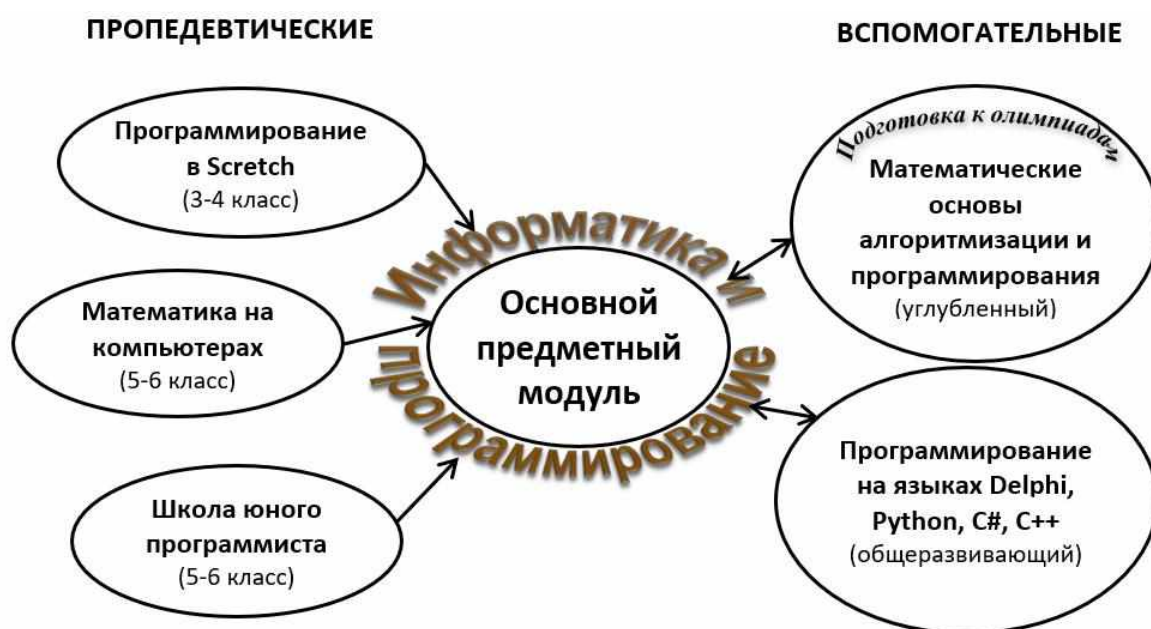 ПРОПЕДЕВТИЧЕСКИЕ
Программирование
в Scretch
(3-4 класс)
Математика на
компьютерах
(5-6 класс)
Школа юного
программиста
(5-6 класс)
Информатика и
программирование
Основной
предметный
модуль
ВСПОМОГАТЕЛЬНЫЕ
Подготовка к олимпиадам
Математические
основы
алгоритмизации и
программирования
(углубленный)
Программирование
на языках Delphi,
Python, C#, C++
(общеразвивающий)